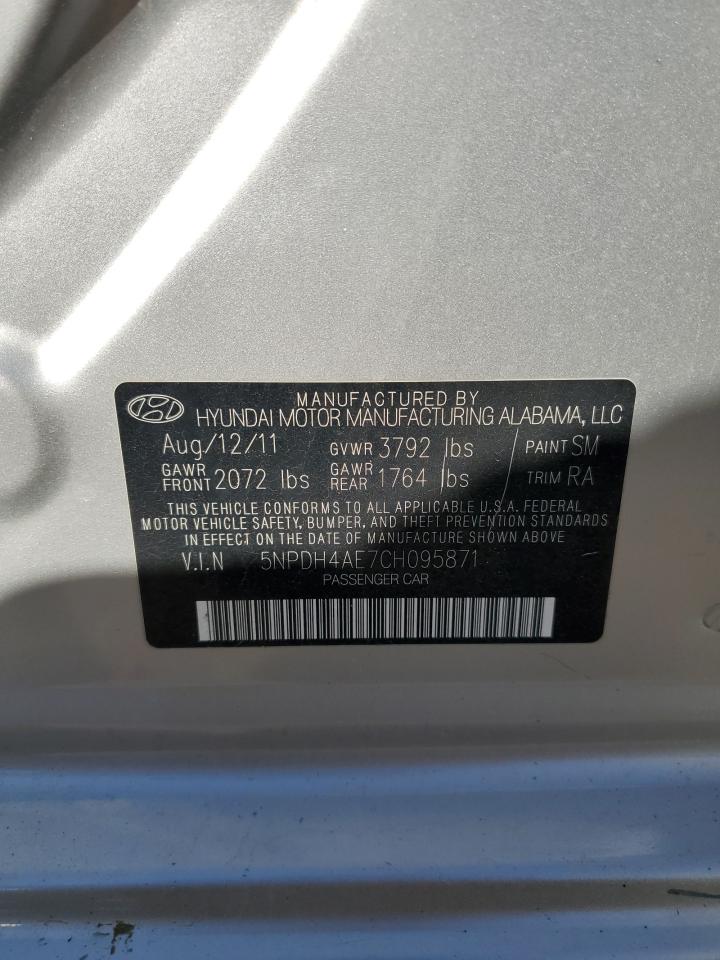 MANUFACTURED BY
HYUNDAI MOTOR MANUFACTURING ALABAMA, LLC
Aug/12/11 GVWR 3792 lbs PAINT SM
GAWR FRONT 2072 lbs GAWR REAR 1764 lbs TRIM RA
THIS VEHICLE CONFORMS TO ALL APPLICABLE U.S.A. FEDERAL
MOTOR VEHICLE SAFETY, BUMPER, AND THEFT PREVENTION STANDARDS
IN EFFECT ON THE DATE OF MANUFACTURE SHOWN ABOVE
V.I.N 5NPDH4AE7CH095871
PASSENGER CAR